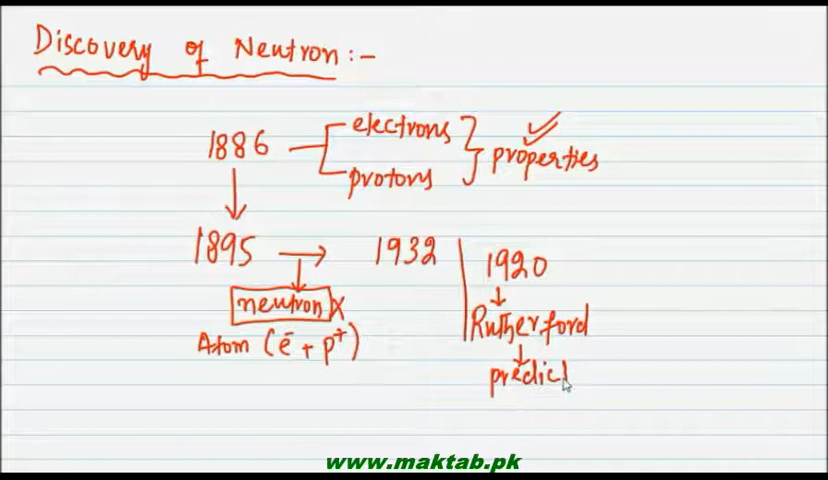 Discovery of Neutron:-
1886
electrons
protons
properties
1895 → 1932
neutron X
Atom (e⁻ + p⁺)
1920
Rutherford
predict
www.maktab.pk